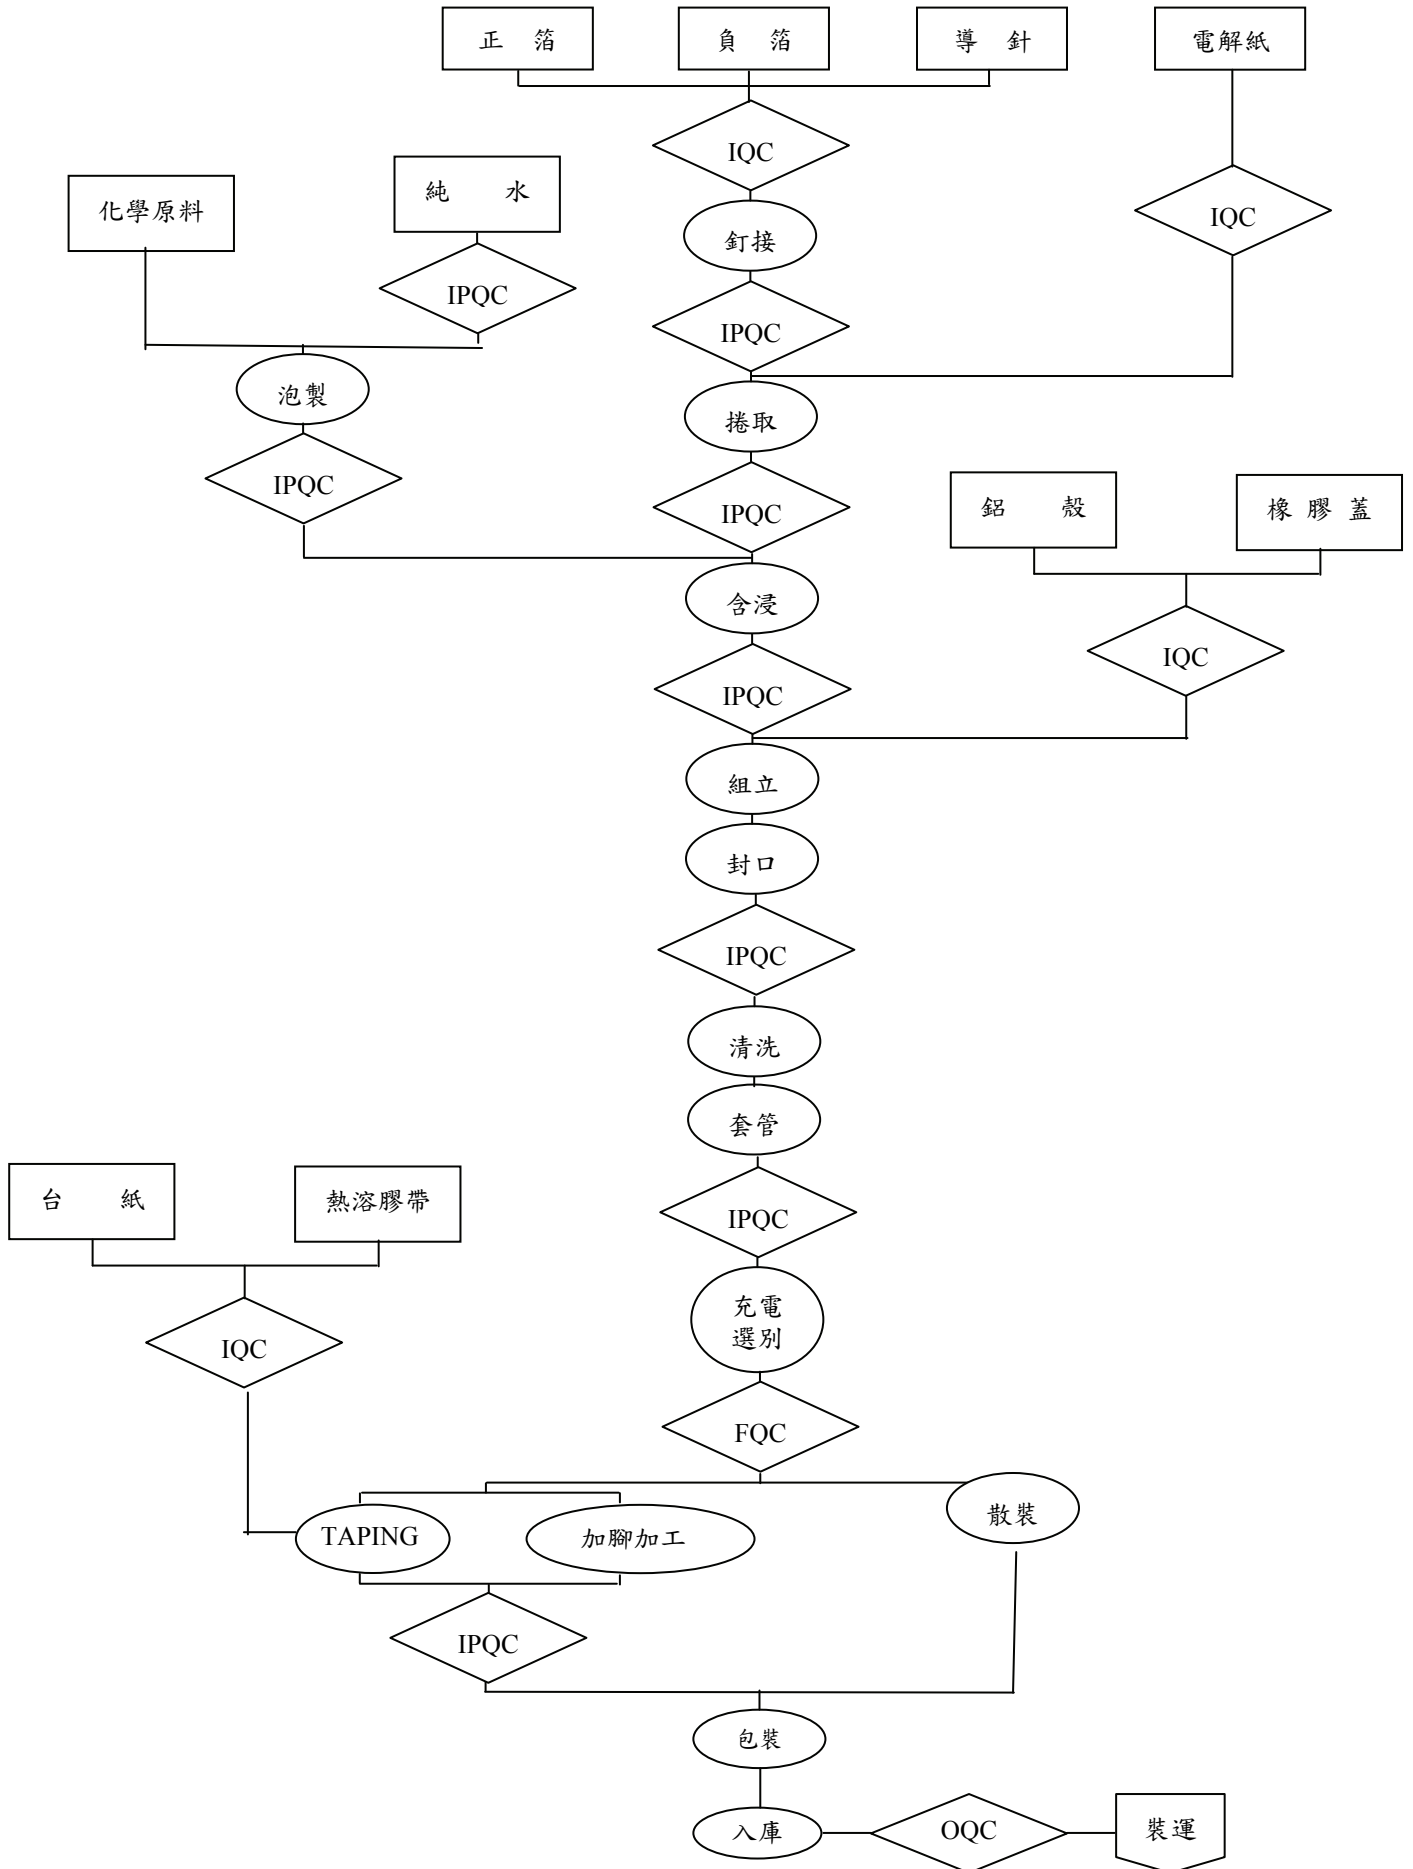 正 箔
負 箔
導 針
電解紙
IQC
純 水
化學原料
IQC
釘接
IPQC
IPQC
泡製
捲取
IPQC
IPQC
鋁 殼
橡 膠 蓋
含浸
IQC
IPQC
組立
封口
IPQC
清洗
套管
台 紙
熱溶膠帶
IPQC
充電
選別
IQC
FQC
散裝
TAPING
加腳加工
IPQC
包裝
入庫
OQC
裝運